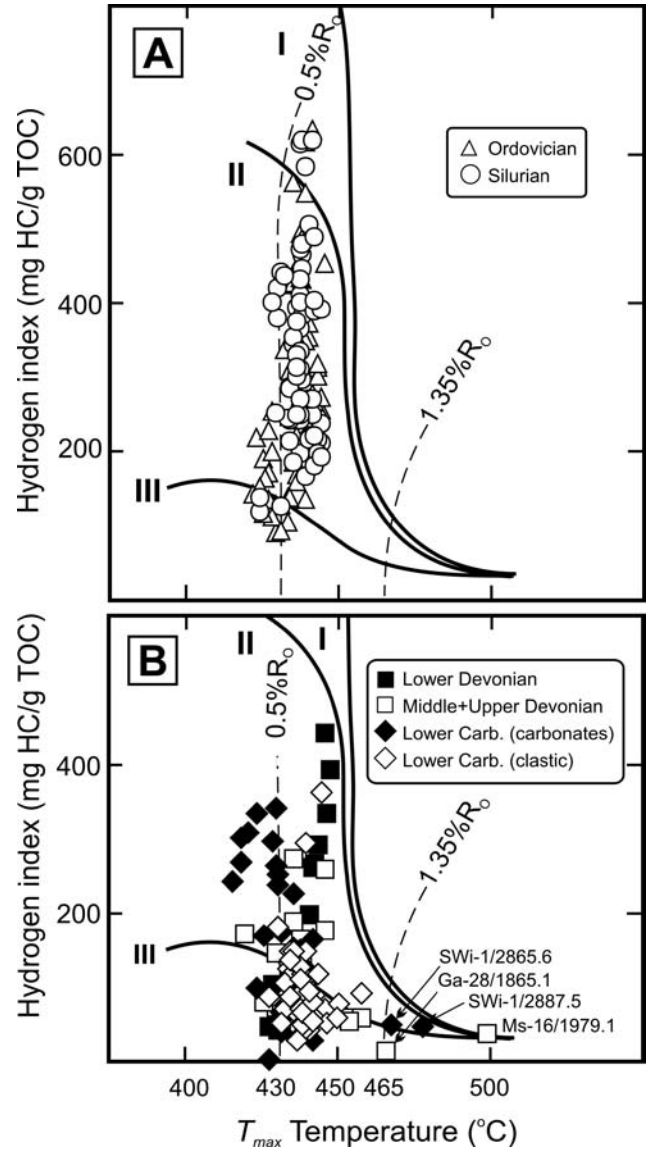 A
I
0.5%RO
II
III
1.35%RO
Ordovician
Silurian
600
400
200
Hydrogen index (mg HC/g TOC)
400
450
500
B
II
I
0.5%RO
III
1.35%RO
Lower Devonian
Middle+Upper Devonian
Lower Carb. (carbonates)
Lower Carb. (clastic)
400
200
Hydrogen index (mg HC/g TOC)
SWi-1/2865.6
Ga-28/1865.1
SWi-1/2887.5
Ms-16/1979.1
400
430
450
465
500
Tmax Temperature (°C)